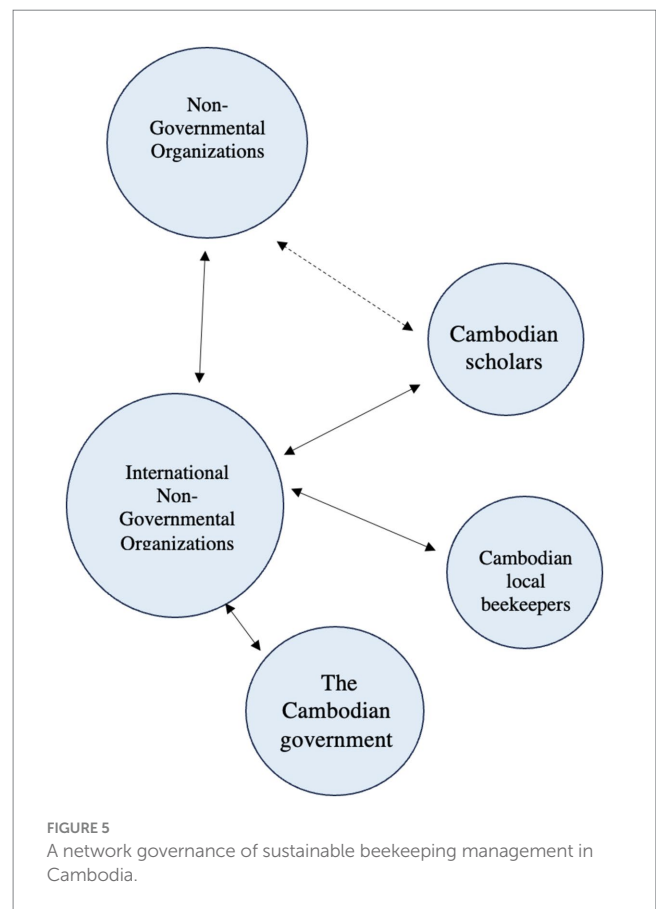 Non-
Governmental
Organizations
Cambodian
scholars
International
Non-
Governmental
Organizations
Cambodian
local
beekeepers
The
Cambodian
government
FIGURE 5
A network governance of sustainable beekeeping management in
Cambodia.